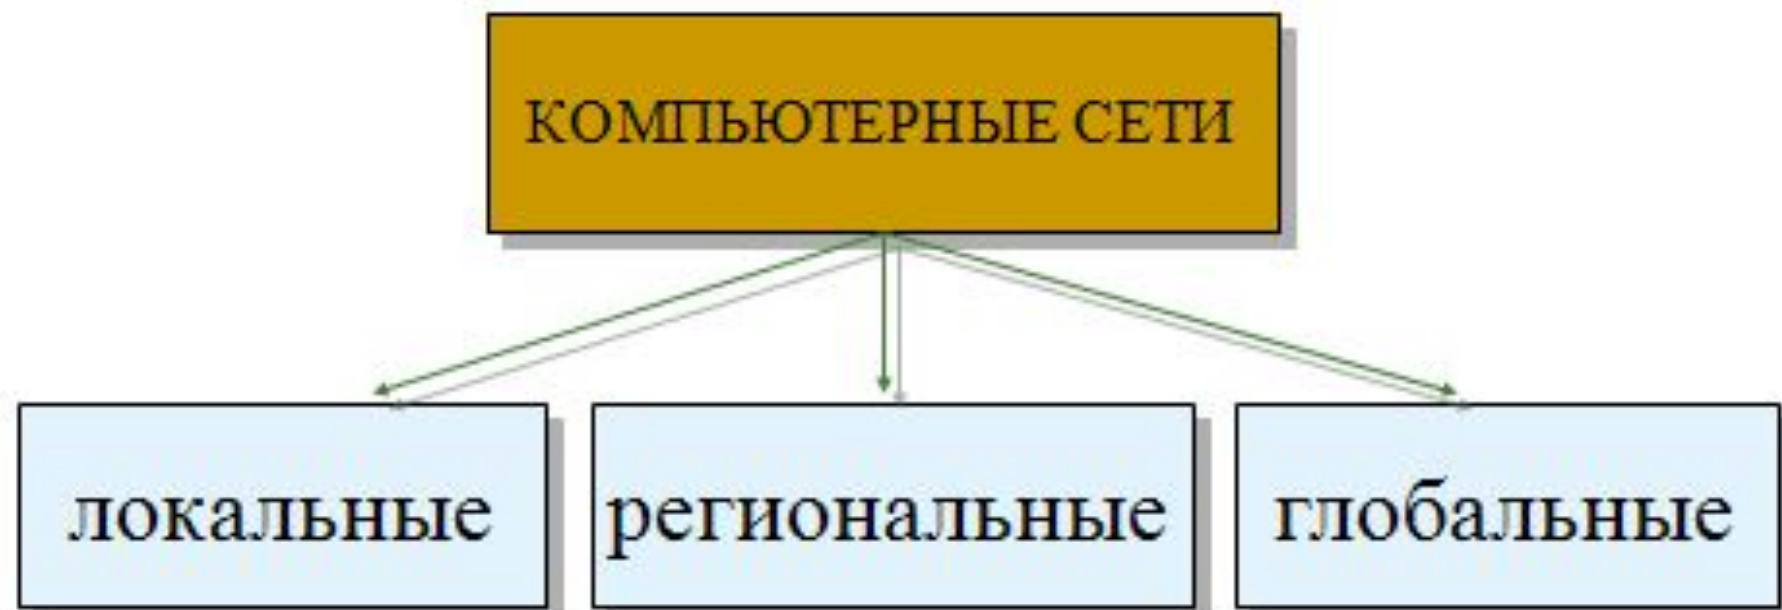 КОМПЬЮТЕРНЫЕ СЕТИ
локальные
региональные
глобальные